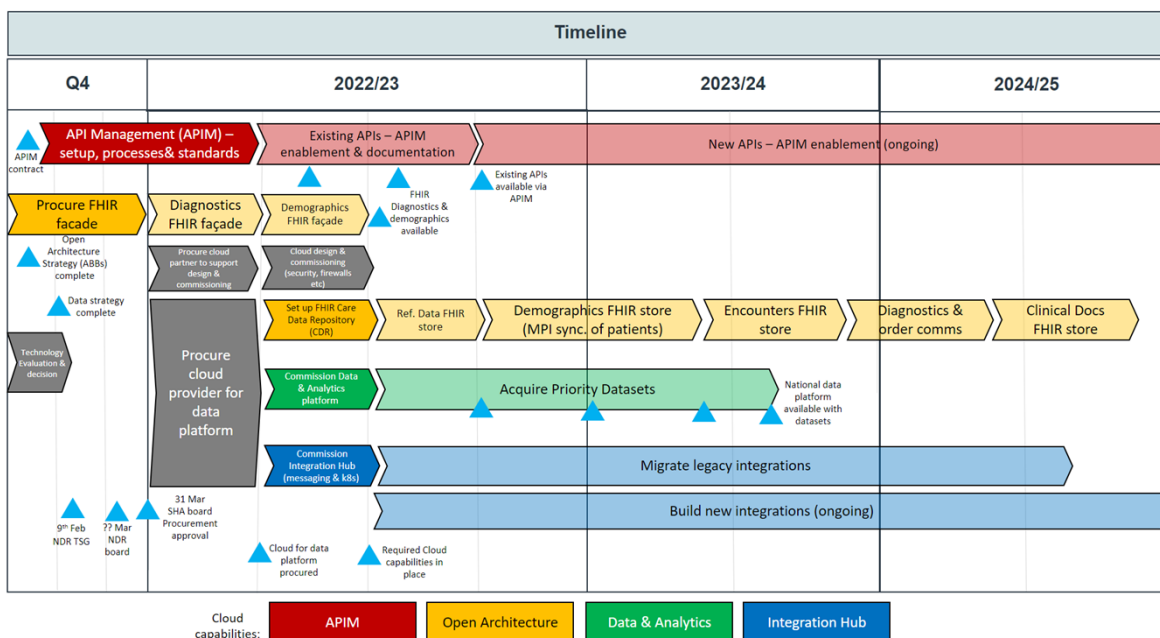 Timeline
Q4
2022/23
2023/24
2024/25
API Management (APIM) –
setup, processes& standards
Existing APIs – APIM
enablement & documentation
New APIs – APIM enablement (ongoing)
APIM
contract
Existing APIs
available via
APIM
Procure FHIR
façade
Diagnostics
FHIR façade
Demographics
FHIR façade
FHIR
Diagnostics &
demographics
available
Open
Architecture
Strategy (ABBs)
complete
Procure cloud
partner to support
design &
commissioning
Cloud design &
commissioning
(security, firewalls
etc)
Data strategy
complete
Set up FHIR Care
Data Repository
(CDR)
Ref. Data FHIR
store
Demographics FHIR store
(MPI sync. of patients)
Encounters FHIR
store
Diagnostics &
order comms
Clinical Docs
FHIR store
Technology
Evaluation &
decision
Procure
cloud
provider for
data
platform
Commission Data
& Analytics
platform
Acquire Priority Datasets
National data
platform
available with
datasets
Commission
Integration Hub
(messaging & k8s)
Migrate legacy integrations
Build new integrations (ongoing)
9th Feb
NDR TSG
?? Mar
NDR
board
31 Mar
SHA board
Procurement
approval
Cloud for data
platform
procured
Required Cloud
capabilities in
place
Cloud
capabilities:
APIM
Open Architecture
Data & Analytics
Integration Hub